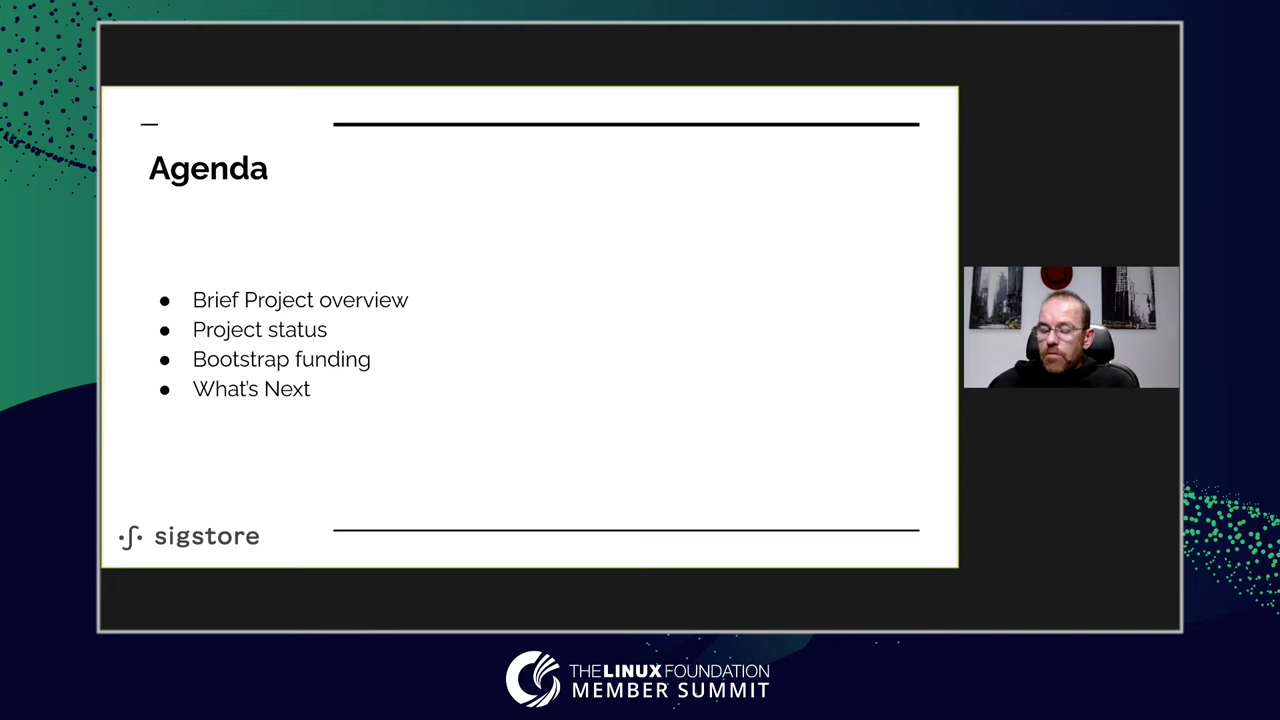 Agenda
● Brief Project overview
● Project status
● Bootstrap funding
● What's Next
sigstore
THE LINUX FOUNDATION
MEMBER SUMMIT